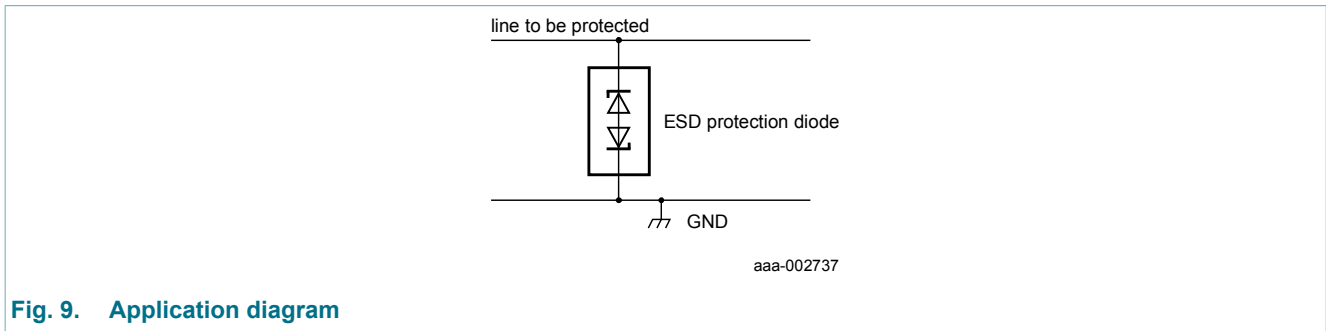 line to be protected
ESD protection diode
GND
aaa-002737
Fig. 9. Application diagram